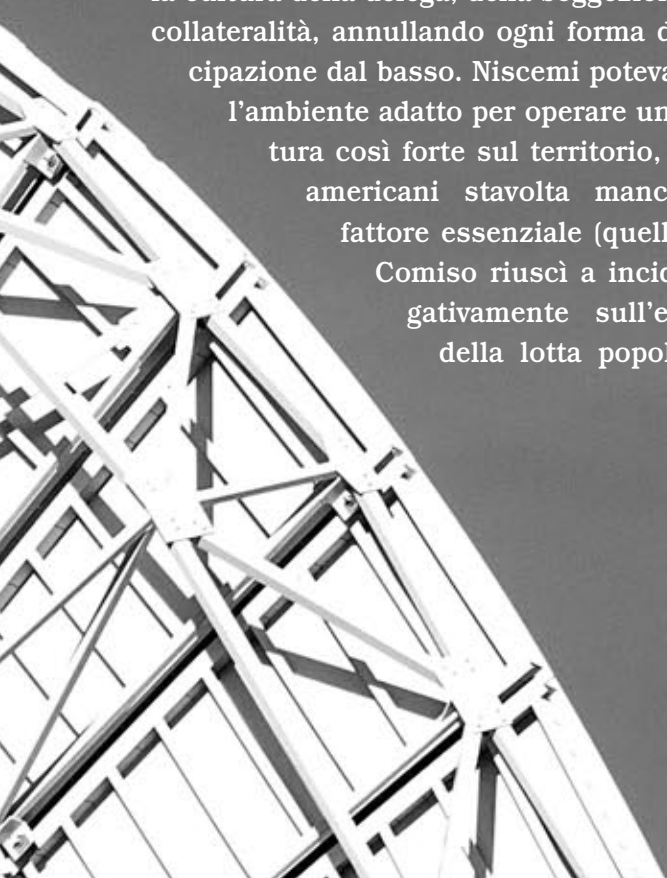 collateralità, annullando ogni forma d
cipazione dal basso. Niscemi poteva
l’ambiente adatto per operare un
tura così forte sul territorio,
americani stavolta manc
fattore essenziale (quell
Comiso riuscì a incid
gativamente sull’e
della lotta popol